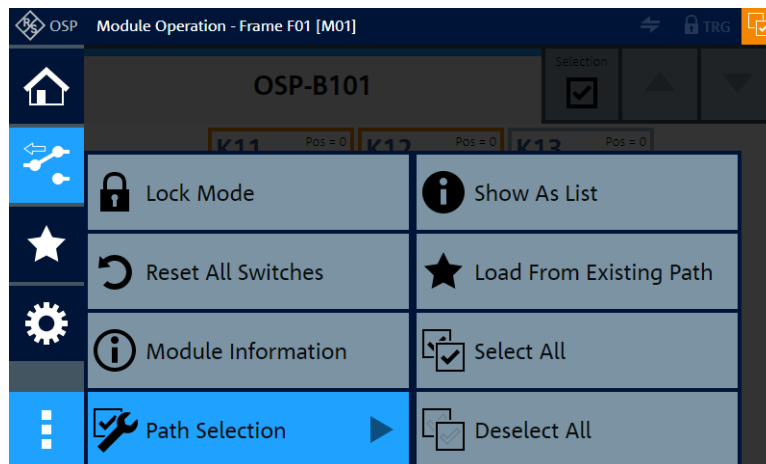 R&S OSP Module Operation - Frame F01 [M01] TRG
OSP-B101 Selection
K11 Pos = 0 K12 Pos = 0 K13 Pos = 0
Lock Mode Show As List
Reset All Switches Load From Existing Path
Module Information Select All
Path Selection Deselect All